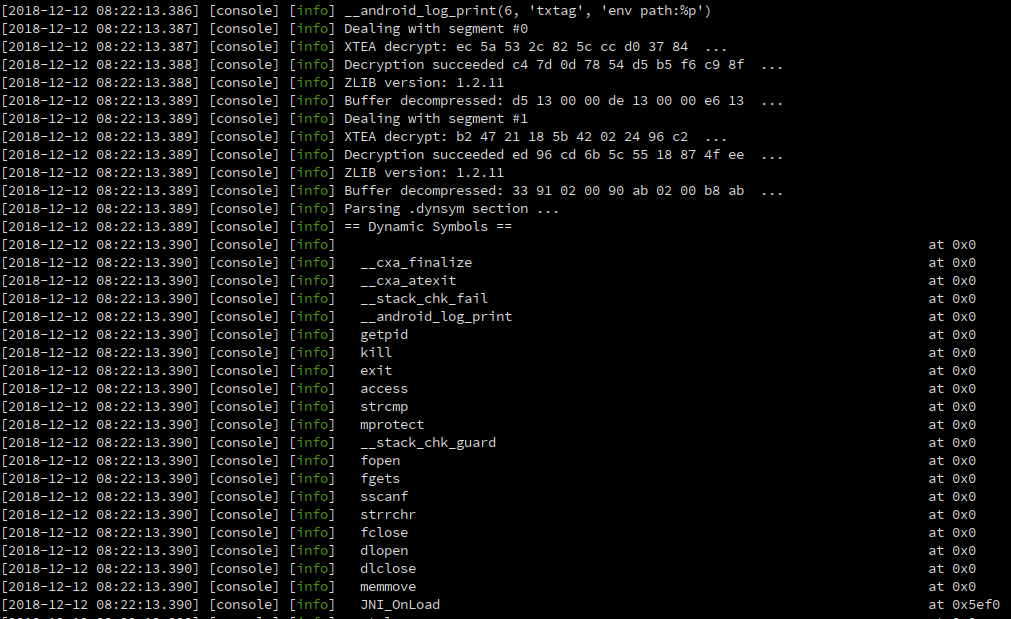 [2018-12-12 08:22:13.386] [console] [info] __android_log_print(6, 'txtag', 'env path:%p')
[2018-12-12 08:22:13.387] [console] [info] Dealing with segment #0
[2018-12-12 08:22:13.387] [console] [info] XTEA decrypt: ec 5a 53 2c 82 5c cc d0 37 84  ...
[2018-12-12 08:22:13.388] [console] [info] Decryption succeeded c4 7d 0d 78 54 d5 b5 f6 c9 8f  ...
[2018-12-12 08:22:13.388] [console] [info] ZLIB version: 1.2.11
[2018-12-12 08:22:13.389] [console] [info] Buffer decompressed: d5 13 00 00 de 13 00 00 e6 13  ...
[2018-12-12 08:22:13.389] [console] [info] Dealing with segment #1
[2018-12-12 08:22:13.389] [console] [info] XTEA decrypt: b2 47 21 18 5b 42 02 24 96 c2  ...
[2018-12-12 08:22:13.389] [console] [info] Decryption succeeded ed 96 cd 6b 5c 55 18 87 4f ee  ...
[2018-12-12 08:22:13.389] [console] [info] ZLIB version: 1.2.11
[2018-12-12 08:22:13.389] [console] [info] Buffer decompressed: 33 91 02 00 90 ab 02 00 b8 ab  ...
[2018-12-12 08:22:13.389] [console] [info] Parsing .dynsym section ...
[2018-12-12 08:22:13.389] [console] [info] == Dynamic Symbols ==
[2018-12-12 08:22:13.390] [console] [info] at 0x0
[2018-12-12 08:22:13.390] [console] [info] __cxa_finalize at 0x0
[2018-12-12 08:22:13.390] [console] [info] __cxa_atexit at 0x0
[2018-12-12 08:22:13.390] [console] [info] __stack_chk_fail at 0x0
[2018-12-12 08:22:13.390] [console] [info] __android_log_print at 0x0
[2018-12-12 08:22:13.390] [console] [info] getpid at 0x0
[2018-12-12 08:22:13.390] [console] [info] kill at 0x0
[2018-12-12 08:22:13.390] [console] [info] exit at 0x0
[2018-12-12 08:22:13.390] [console] [info] access at 0x0
[2018-12-12 08:22:13.390] [console] [info] strcmp at 0x0
[2018-12-12 08:22:13.390] [console] [info] mprotect at 0x0
[2018-12-12 08:22:13.390] [console] [info] __stack_chk_guard at 0x0
[2018-12-12 08:22:13.390] [console] [info] fopen at 0x0
[2018-12-12 08:22:13.390] [console] [info] fgets at 0x0
[2018-12-12 08:22:13.390] [console] [info] sscanf at 0x0
[2018-12-12 08:22:13.390] [console] [info] strrchr at 0x0
[2018-12-12 08:22:13.390] [console] [info] fclose at 0x0
[2018-12-12 08:22:13.390] [console] [info] dlopen at 0x0
[2018-12-12 08:22:13.390] [console] [info] dlclose at 0x0
[2018-12-12 08:22:13.390] [console] [info] memmove at 0x0
[2018-12-12 08:22:13.390] [console] [info] JNI_OnLoad at 0x5ef0